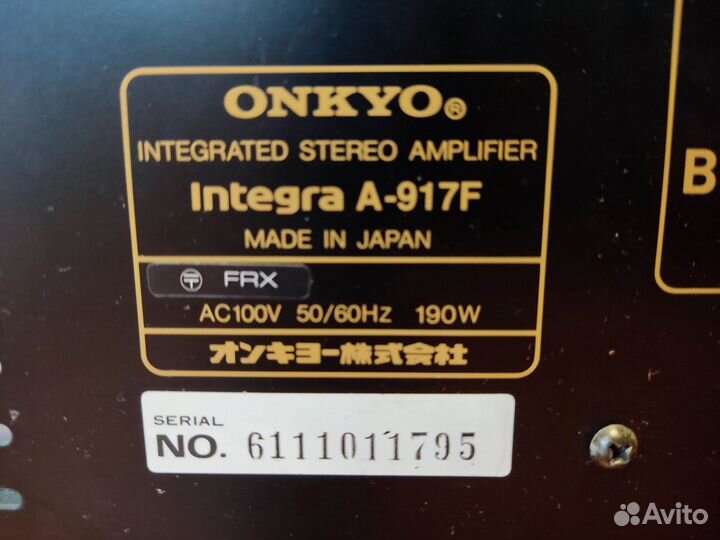 ONKYO®
INTEGRATED STEREO AMPLIFIER
Integra A-917F
MADE IN JAPAN
〒 FRX
AC100V 50/60Hz 190W
オンキヨー株式会社
SERIAL
NO. 6111011795
B
Avito